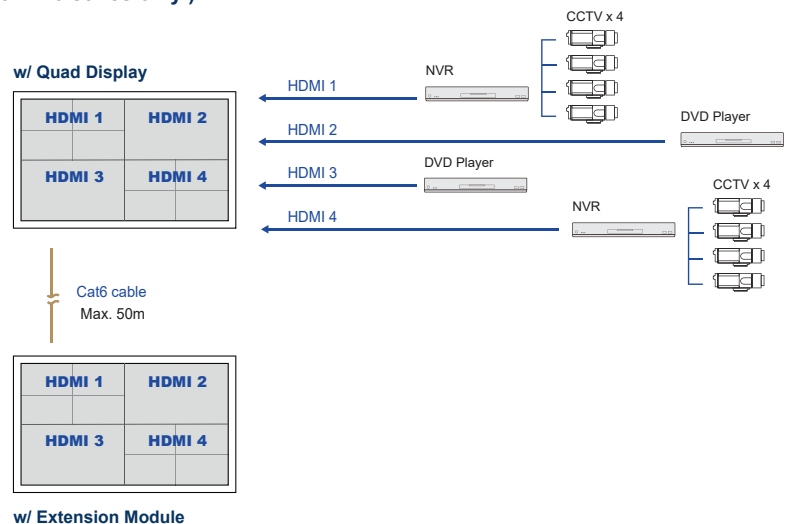 CCTV x 4
w/ Quad Display
NVR
HDMI 1
HDMI 1
HDMI 2
HDMI 2
DVD Player
HDMI 3
HDMI 4
HDMI 3
DVD Player
CCTV x 4
HDMI 4
NVR
Cat6 cable
Max. 50m
HDMI 1
HDMI 2
HDMI 3
HDMI 4
w/ Extension Module